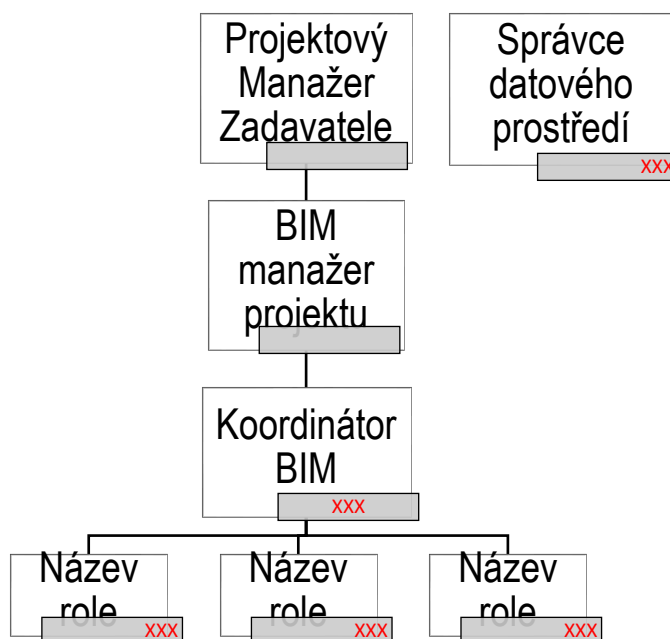 Projektový
Manažer
Zadavatele
Správce
datového
prostředí
xxx
BIM
manažer
projektu
Koordinátor
BIM
xxx
Název
role
xxx
Název
role
xxx
Název
role
xxx